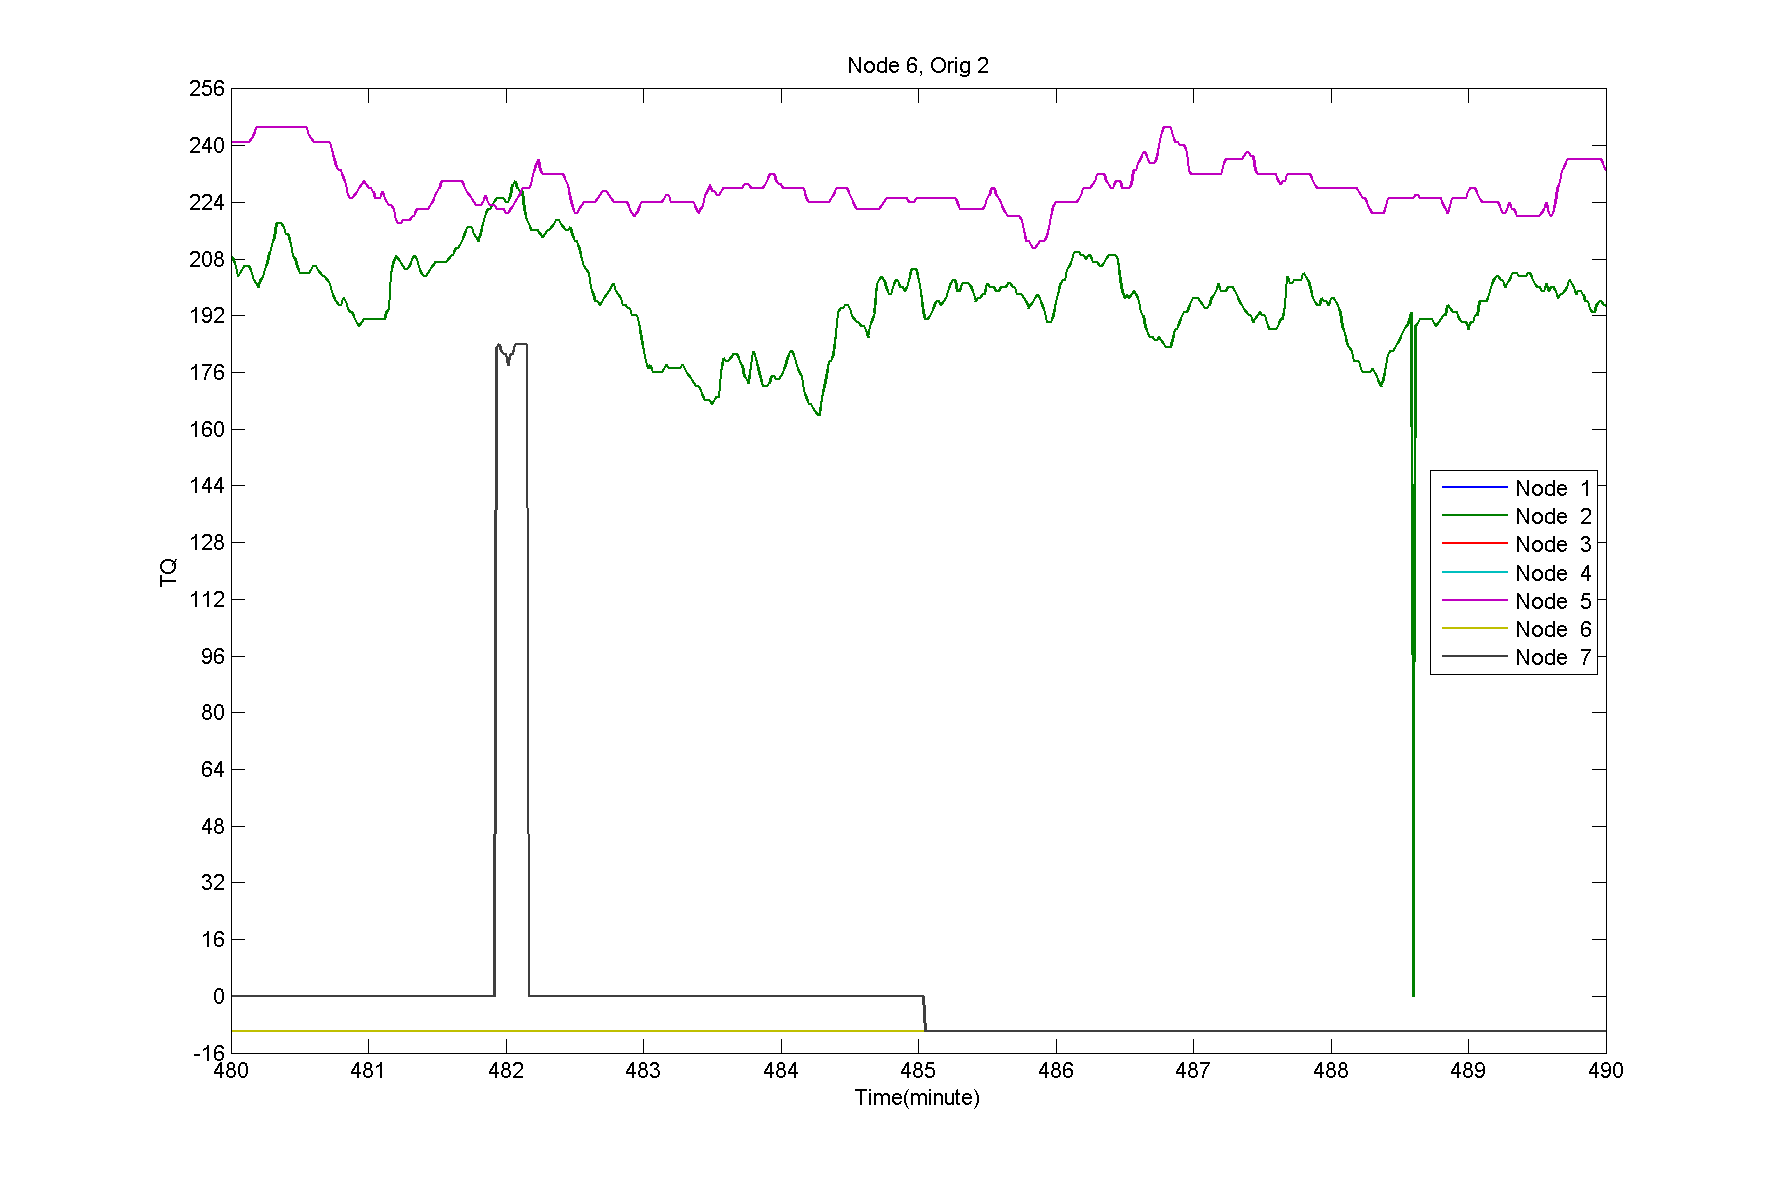 Node 6, Orig 2
256
240
224
208
192
176
160
144
128
112
96
80
64
48
32
16
0
-16
TQ
Node 1
Node 2
Node 3
Node 4
Node 5
Node 6
Node 7
480 481 482 483 484 485 486 487 488 489 490
Time(minute)